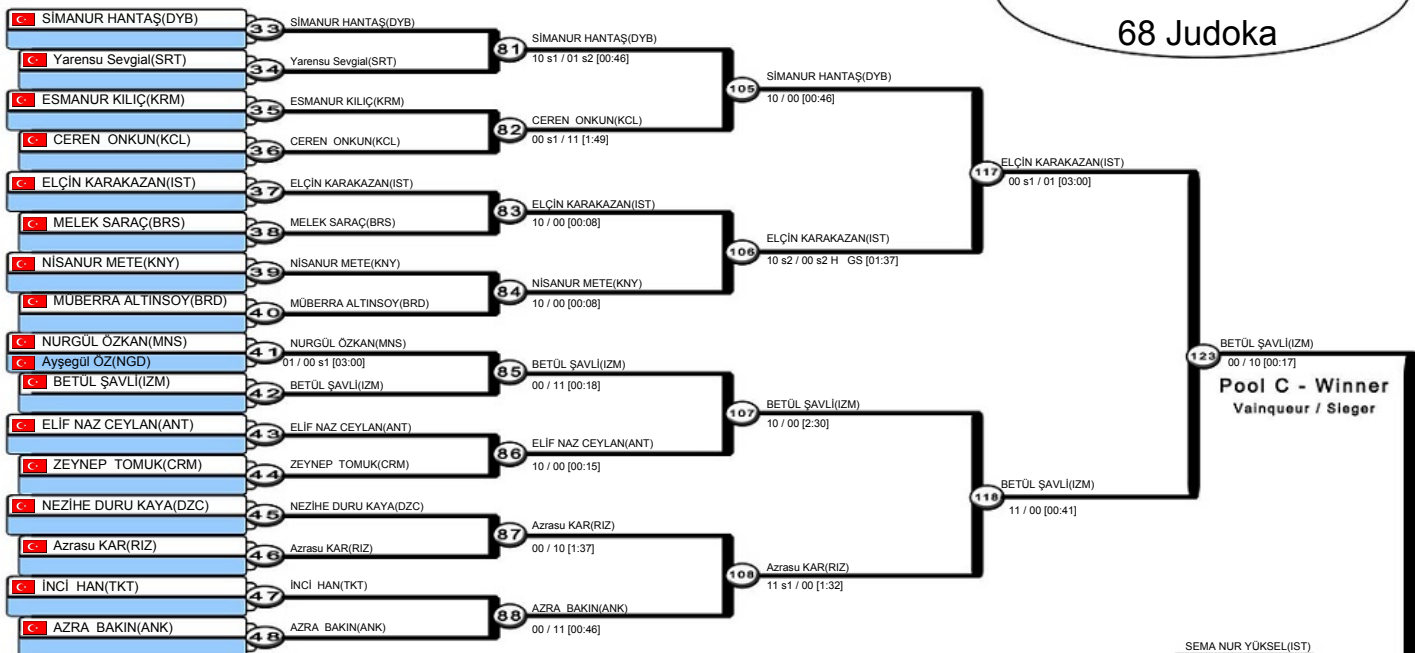 68 Judoka
SİMANUR HANTAŞ(DYB)
Yarensu Sevgial(SRT)
ESMANUR KILIÇ(KRM)
CEREN  ONKUN(KCL)
ELÇİN KARAKAZAN(IST)
MELEK SARAÇ(BRS)
NİSANUR METE(KNY)
MÜBERRA ALTINSOY(BRD)
NURGÜL ÖZKAN(MNS)
Ayşegül ÖZ(NGD)
BETÜL ŞAVLİ(IZM)
ELİF NAZ CEYLAN(ANT)
ZEYNEP  TOMUK(CRM)
NEZİHE DURU KAYA(DZC)
Azrasu KAR(RIZ)
İNCİ  HAN(TKT)
AZRA  BAKIN(ANK)
33 SİMANUR HANTAŞ(DYB)
34 Yarensu Sevgial(SRT)
35 ESMANUR KILIÇ(KRM)
36 CEREN  ONKUN(KCL)
37 ELÇİN KARAKAZAN(IST)
38 MELEK SARAÇ(BRS)
39 NİSANUR METE(KNY)
40 MÜBERRA ALTINSOY(BRD)
41 NURGÜL ÖZKAN(MNS)
01 / 00 s1 [03:00]
42 BETÜL ŞAVLİ(IZM)
43 ELİF NAZ CEYLAN(ANT)
44 ZEYNEP  TOMUK(CRM)
45 NEZİHE DURU KAYA(DZC)
46 Azrasu KAR(RIZ)
47 İNCİ  HAN(TKT)
48 AZRA  BAKIN(ANK)
81 SİMANUR HANTAŞ(DYB)
10 s1 / 01 s2 [00:46]
82 CEREN  ONKUN(KCL)
00 s1 / 11 [1:49]
83 ELÇİN KARAKAZAN(IST)
10 / 00 [00:08]
84 NİSANUR METE(KNY)
10 / 00 [00:08]
85 BETÜL ŞAVLİ(IZM)
00 / 11 [00:18]
86 ELİF NAZ CEYLAN(ANT)
10 / 00 [00:15]
87 Azrasu KAR(RIZ)
00 / 10 [1:37]
88 AZRA  BAKIN(ANK)
00 / 11 [00:46]
105 SİMANUR HANTAŞ(DYB)
10 / 00 [00:46]
106 ELÇİN KARAKAZAN(IST)
10 s2 / 00 s2 H   GS [01:37]
107 BETÜL ŞAVLİ(IZM)
10 / 00 [2:30]
108 Azrasu KAR(RIZ)
11 s1 / 00 [1:32]
117 ELÇİN KARAKAZAN(IST)
00 s1 / 01 [03:00]
118 BETÜL ŞAVLİ(IZM)
11 / 00 [00:41]
123 BETÜL ŞAVLİ(IZM)
00 / 10 [00:17]
Pool C - Winner
Vainqueur / Sieger
SEMA NUR YÜKSEL(IST)